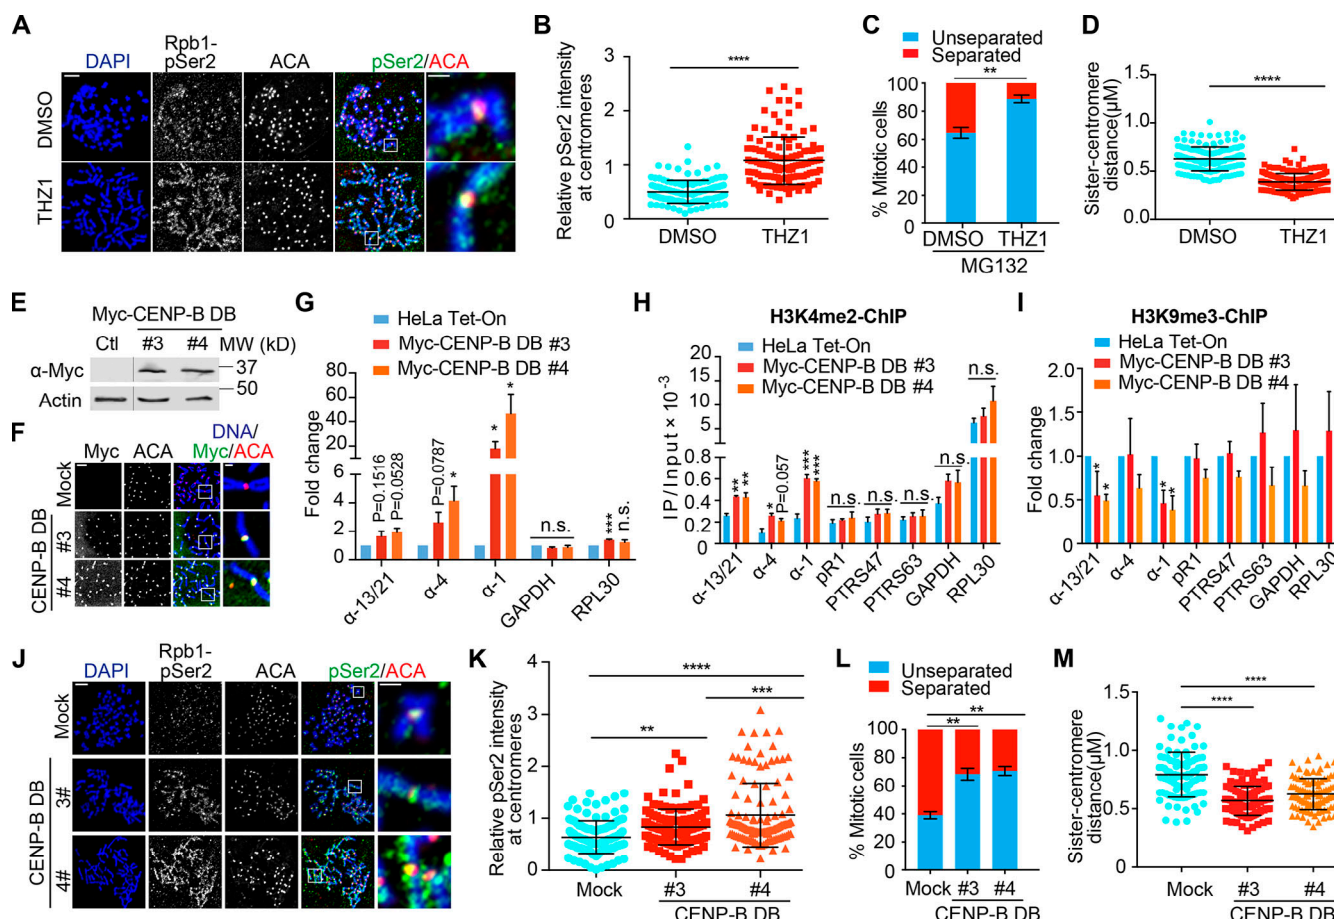 A
DAPI
Rpb1-
pSer2
ACA
pSer2/ACA
DMSO
THZ1
B
Relative pSer2 intensity
at centromeres
3
2
1
0
****
DMSO
THZ1
C
Unseparated
Separated
% Mitotic cells
100
80
60
40
20
0
**
DMSO THZ1
MG132
D
Sister-centromere
distance(μM)
1.5
1.0
0.5
0.0
****
DMSO
THZ1
E
Myc-CENP-B DB
Ctl #3 #4 MW (kD)
α-Myc
37
50
Actin
F
Myc ACA
DNA/
Myc/ACA
Mock
#3
#4
CENP-B DB
G
HeLa Tet-On
Myc-CENP-B DB #3
Myc-CENP-B DB #4
Fold change
80
60
40
20
6
4
2
0
P=0.1516
P=0.0528
P=0.0787
*
*
*
n.s.
***
n.s.
α-13/21
α-4
α-1
GAPDH
RPL30
H
H3K4me2-ChIP
HeLa Tet-On
Myc-CENP-B DB #3
Myc-CENP-B DB #4
IP/Input × 10⁻³
20
15
10
5
0.8
0.6
0.4
0.2
0.0
**
**
*
P=0.057
***
***
n.s.
n.s.
n.s.
n.s.
n.s.
α-13/21
α-4
α-1
pR1
PTRS47
PTRS63
GAPDH
RPL30
I
H3K9me3-ChIP
HeLa Tet-On
Myc-CENP-B DB #3
Myc-CENP-B DB #4
Fold change
2.0
1.5
1.0
0.5
0.0
*
*
*
*
α-13/21
α-4
α-1
pR1
PTRS47
PTRS63
GAPDH
RPL30
J
DAPI
Rpb1-
pSer2
ACA
pSer2/ACA
Mock
3#
4#
CENP-B DB
K
Relative pSer2 intensity
at centromeres
4
3
2
1
0
****
***
**
Mock
#3
#4
CENP-B DB
L
Unseparated
Separated
% Mitotic cells
100
80
60
40
20
0
**
**
Mock #3 #4
CENP-B DB
M
Sister-centromere
distance(μM)
1.5
1.0
0.5
0.0
****
****
Mock
#3
#4
CENP-B DB